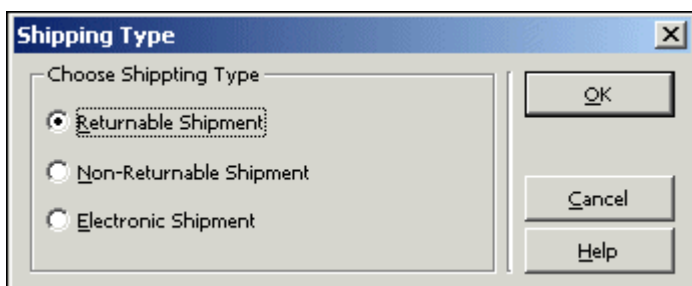 Shipping Type
Choose Shippting Type
Returnable Shipment
Non-Returnable Shipment
Electronic Shipment
OK
Cancel
Help